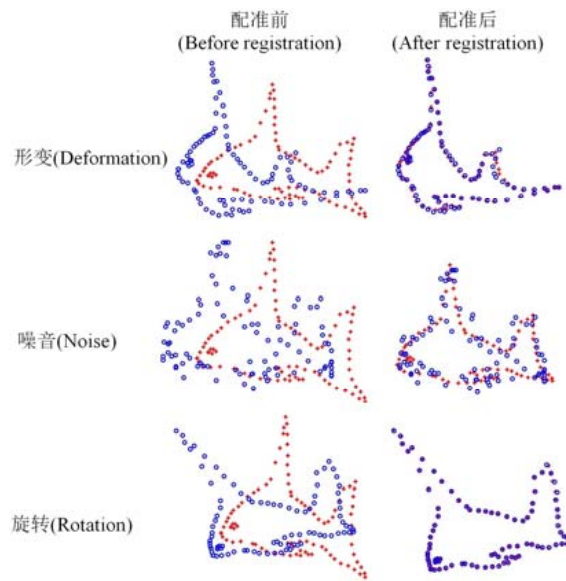 配准前 配准后
(Before registration) (After registration)
形变(Deformation)
噪音(Noise)
旋转(Rotation)